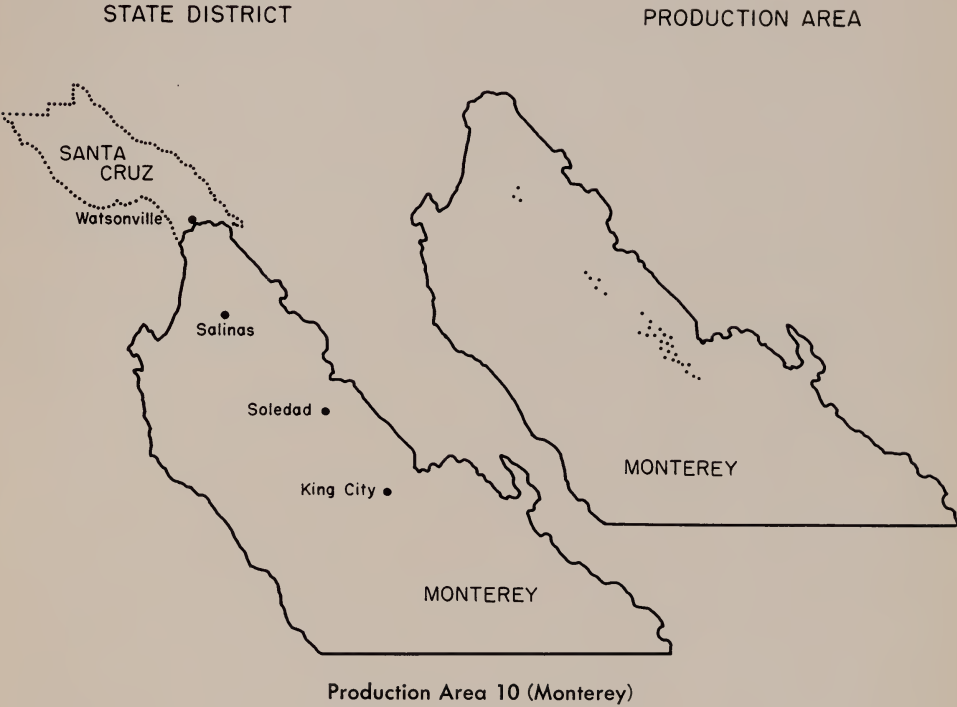 STATE DISTRICT
PRODUCTION AREA
SANTA
CRUZ
Watsonville
Salinas
Soledad
King City
MONTEREY
MONTEREY
Production Area 10 (Monterey)